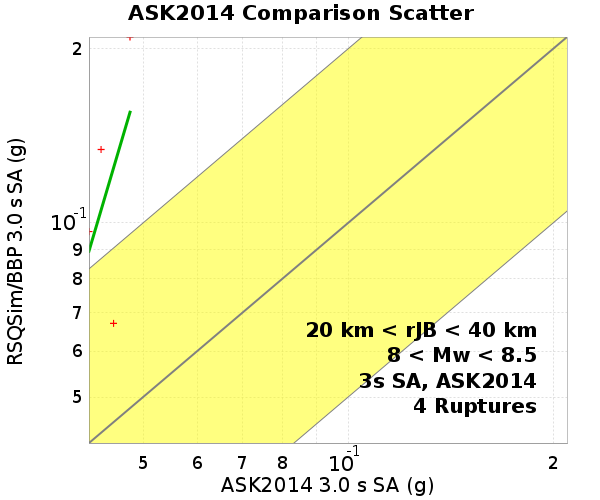 ASK2014 Comparison Scatter
RSQSim/BBP 3.0 s SA (g)
2
10-1
9
8
7
6
5
20 km < rJB < 40 km
8 < Mw < 8.5
3s SA, ASK2014
4 Ruptures
5 6 7 8 10-1 2
ASK2014 3.0 s SA (g)